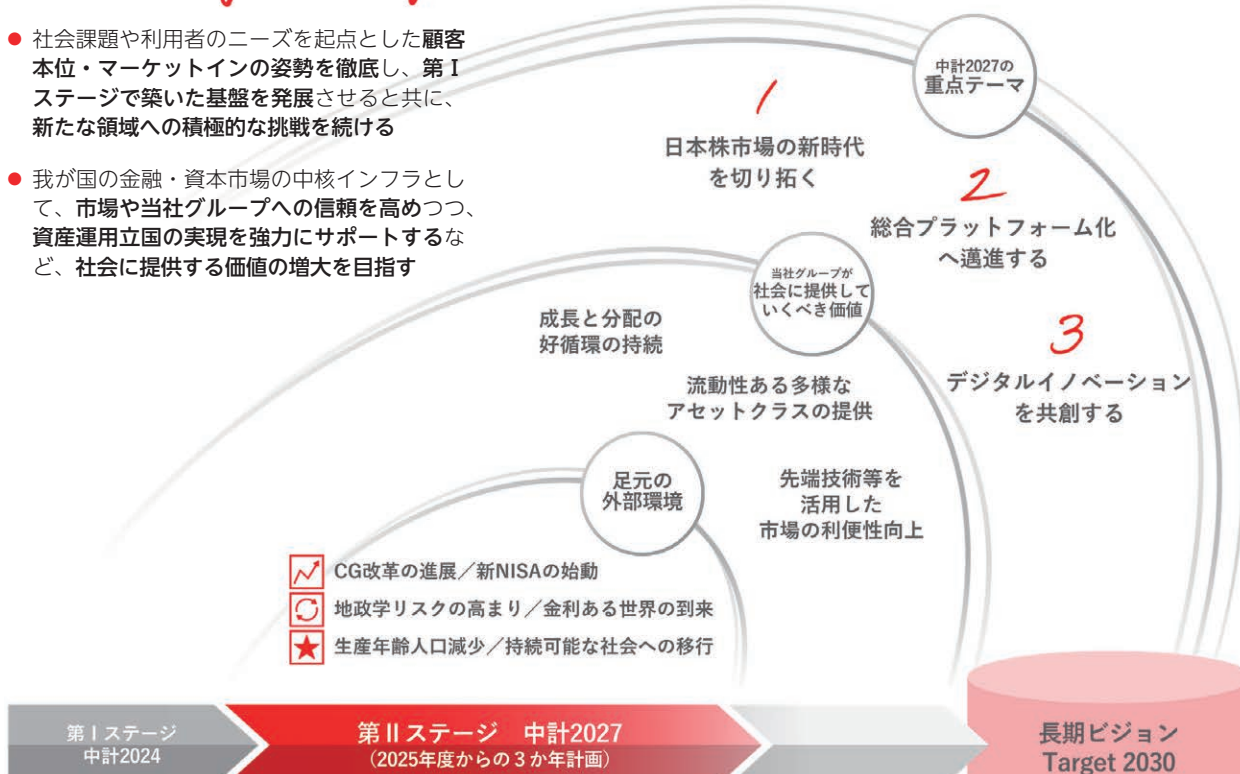 ● 社会課題や利用者のニーズを起点とした顧客
本位・マーケットインの姿勢を徹底し、第Ⅰ
ステージで築いた基盤を発展させると共に、
新たな領域への積極的な挑戦を続ける
● 我が国の金融・資本市場の中核インフラとし
て、市場や当社グループへの信頼を高めつつ、
資産運用立国の実現を強力にサポートするな
ど、社会に提供する価値の増大を目指す
中計2027の
重点テーマ
1
日本株市場の新時代
を切り拓く
2
総合プラットフォーム化
へ邁進する
3
デジタルイノベーション
を共創する
当社グループが
社会に提供して
いくべき価値
成長と分配の
好循環の持続
流動性ある多様な
アセットクラスの提供
先端技術等を
活用した
市場の利便性向上
足元の
外部環境
CG改革の進展／新NISAの始動
地政学リスクの高まり／金利ある世界の到来
生産年齢人口減少／持続可能な社会への移行
第Ⅰステージ
中計2024
第Ⅱステージ 中計2027
（2025年度からの３か年計画）
長期ビジョン
Target 2030